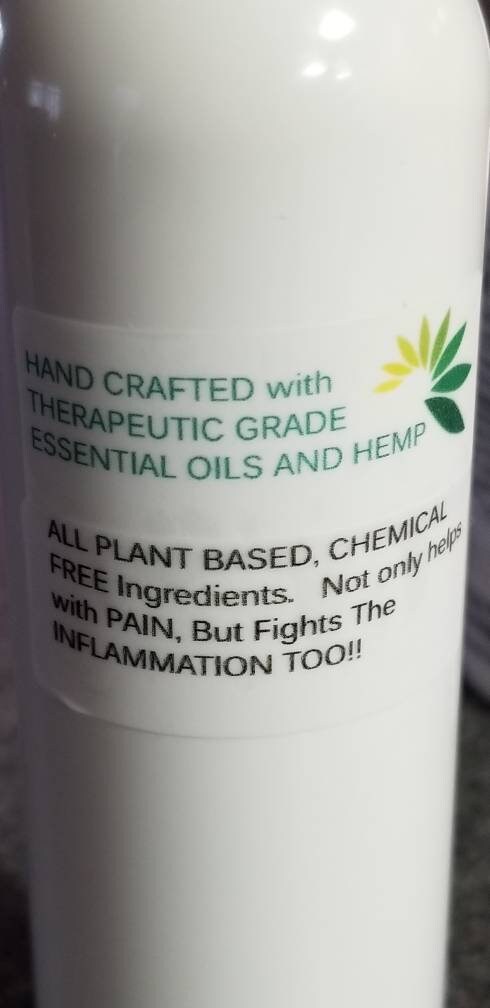 HAND CRAFTED with
THERAPEUTIC GRADE
ESSENTIAL OILS AND HEMP
ALL PLANT BASED, CHEMICAL
FREE Ingredients. Not only helps
with PAIN, But Fights The
INFLAMMATION TOO!!